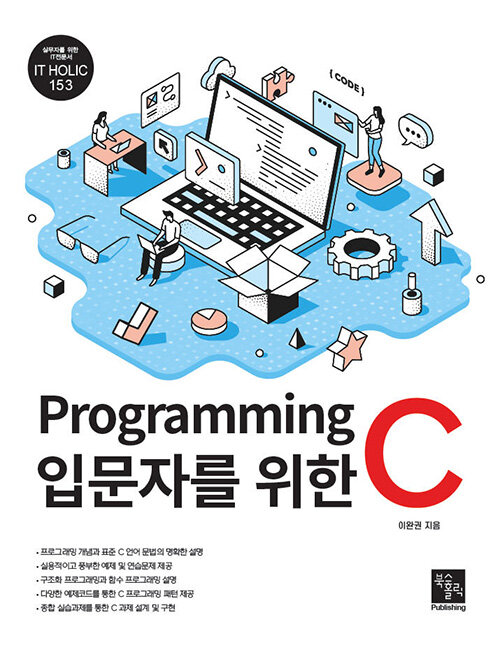 실무자를 위한
IT전문서
IT HOLIC
153
{CODE}
Programming
입문자를 위한 C
이완권 지음
• 프로그래밍 개념과 표준 C 언어 문법의 명확한 설명
• 실용적이고 풍부한 예제 및 연습문제 제공
• 구조화 프로그래밍과 함수 프로그래밍 설명
• 다양한 예제코드를 통한 C 프로그래밍 패턴 제공
• 종합 실습과제를 통한 C 과제 설계 및 구현
북스홀릭
Publishing